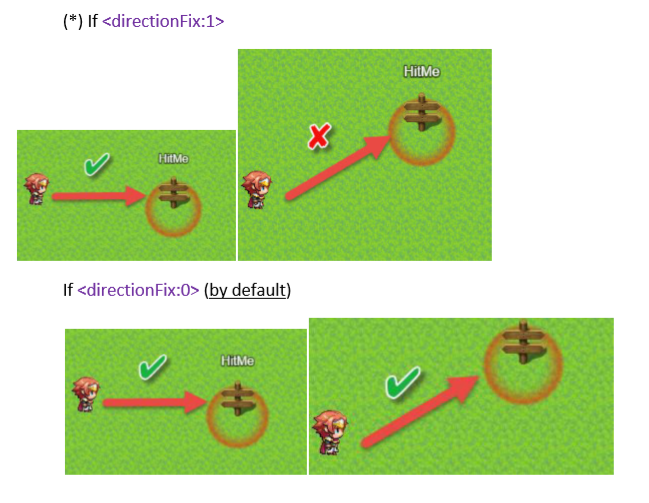 (*) If <directionFix:1>
HitMe
HitMe
If <directionFix:0> (by default)
HitMe